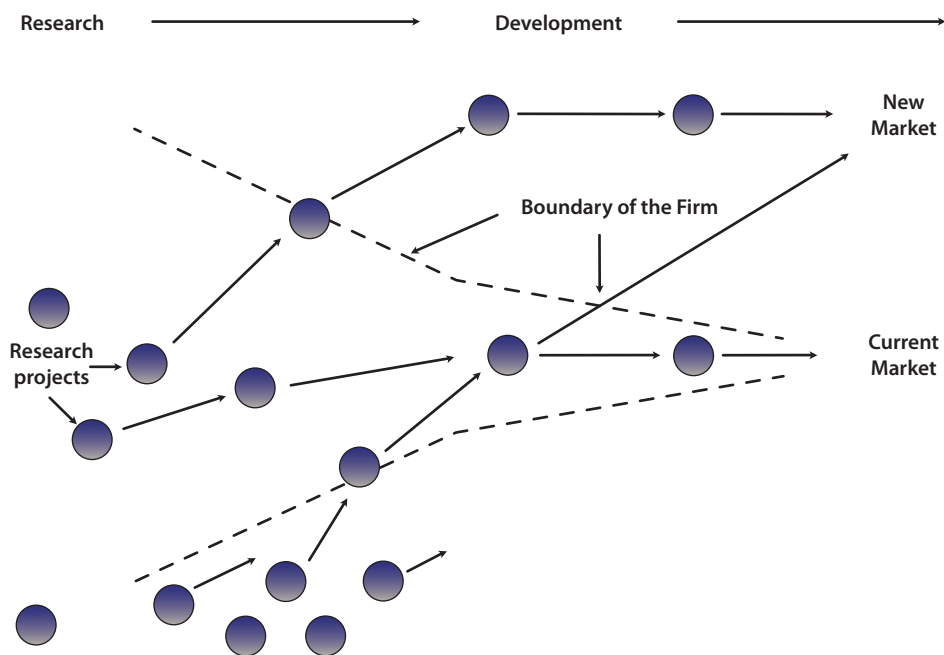 Research
Development
New
Market
Boundary of the Firm
Research
projects
Current
Market